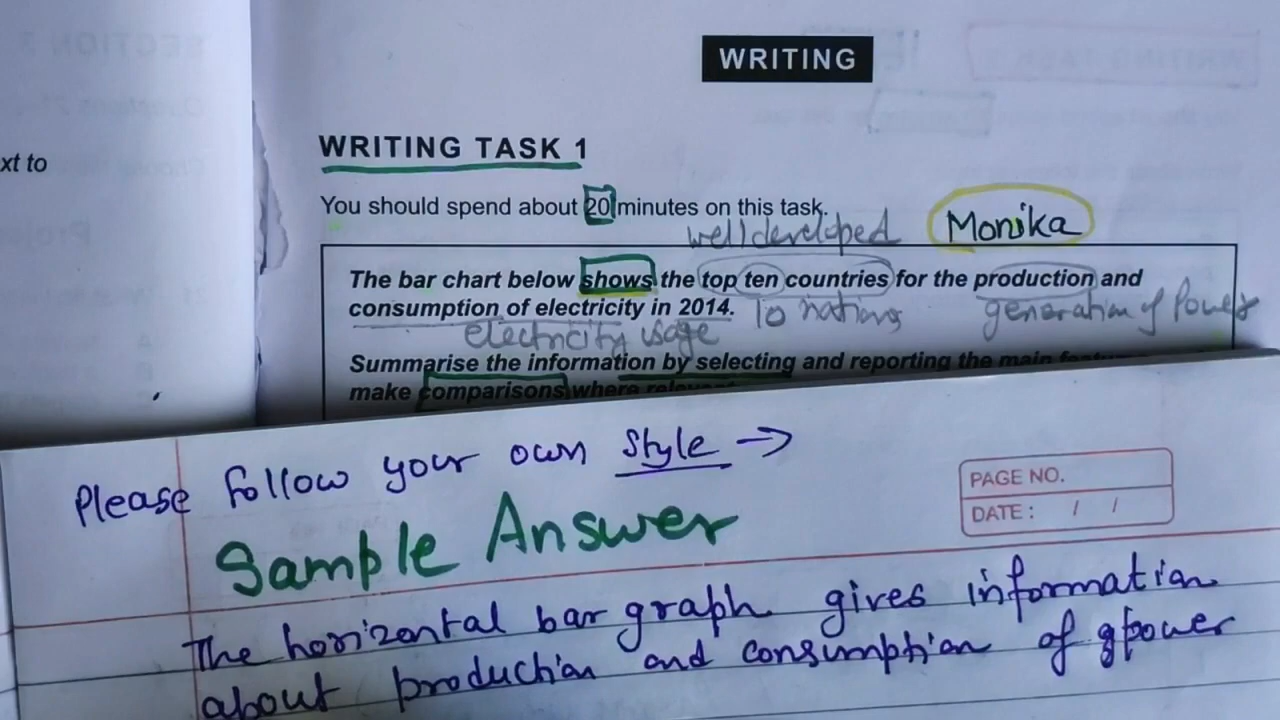 WRITING
WRITING TASK 1
xt to
You should spend about 20 minutes on this task.
well developed Monika
The bar chart below shows the top ten countries for the production and
consumption of electricity in 2014.
10 nations generation of Power
electricity usage
Summarise the information by selecting and reporting the main
make comparisons where
Please follow your own style →
PAGE NO.
DATE : / /
Sample Answer
The horizontal bar graph gives information
about production and consumption of power